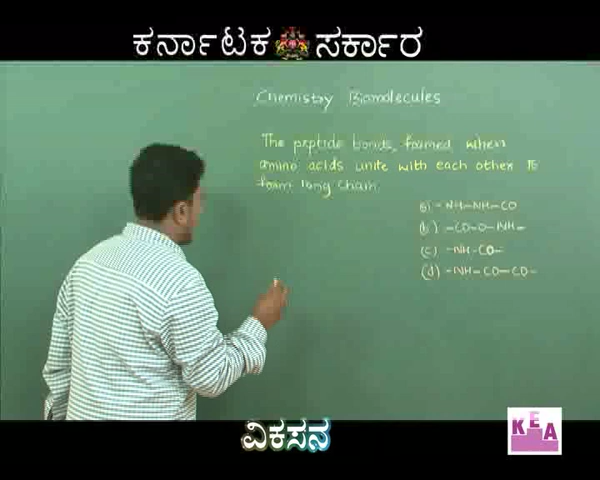 ಕರ್ನಾಟಕ ಸರ್ಕಾರ
Chemistry Biomolecules
The peptide bonds, formed when
amino acids unite with each other to
form long chain
(a) - NH-NH-CO
(b) -CO-O-NH-
(c) -NH-CO-
(d) -NH-CO-CO-
ವಿಕಸನ
KEA